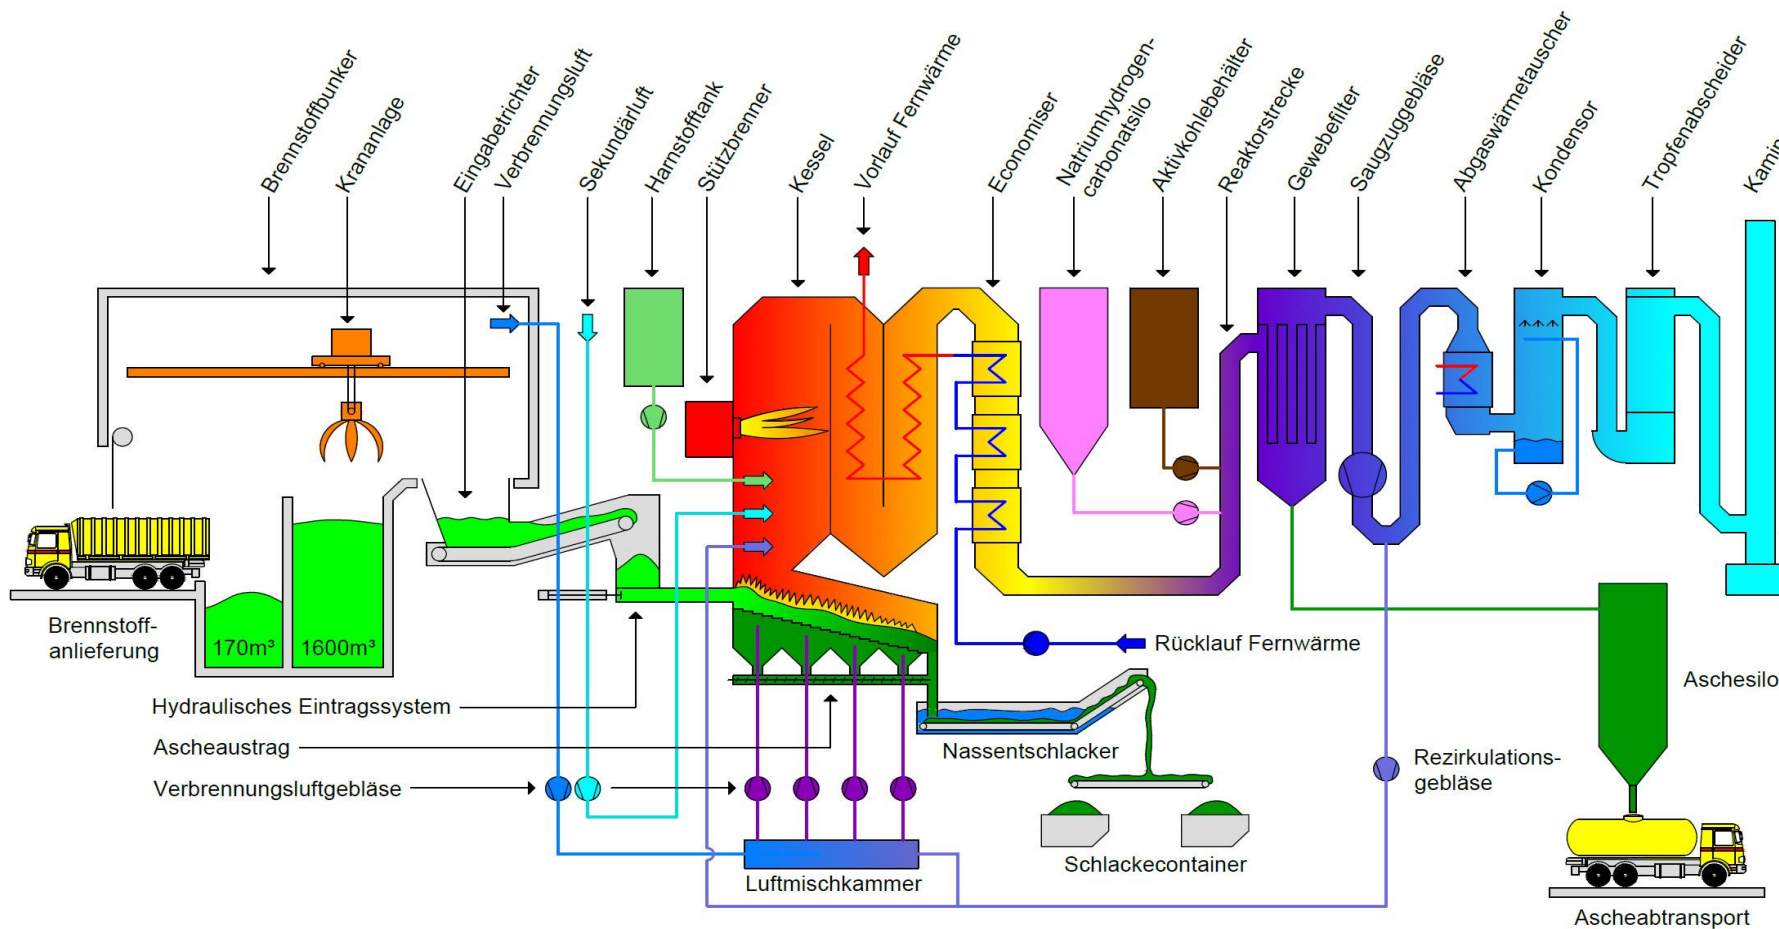 Brennstoffbunker
Krananlage
Eingabetrichter
Verbrennungsluft
Sekundärluft
Harnstofftank
Stützbrenner
Kessel
Vorlauf Fernwärme
Economiser
Natriumhydrogen-
carbonatsilo
Aktivkohlebehälter
Reaktorstrecke
Gewebefilter
Saugzuggebläse
Abgaswärmetauscher
Kondensor
Tropfenabscheider
Kamin
Brennstoff-
anlieferung
170m³
1600m³
Rücklauf Fernwärme
Hydraulisches Eintragssystem
Ascheaustrag
Verbrennungsluftgebläse
Nassentschlacker
Luftmischkammer
Schlackecontainer
Rezirkulations-
gebläse
Aschesilo
Ascheabtransport